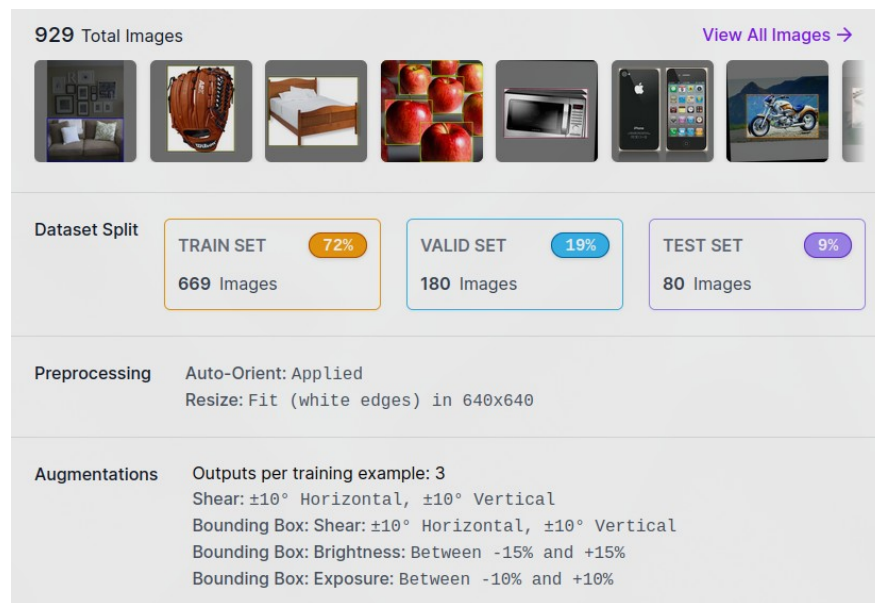 929 Total Images
View All Images →
Dataset Split
TRAIN SET 72%
669 Images
VALID SET 19%
180 Images
TEST SET 9%
80 Images
Preprocessing
Auto-Orient: Applied
Resize: Fit (white edges) in 640x640
Augmentations
Outputs per training example: 3
Shear: ±10° Horizontal, ±10° Vertical
Bounding Box: Shear: ±10° Horizontal, ±10° Vertical
Bounding Box: Brightness: Between -15% and +15%
Bounding Box: Exposure: Between -10% and +10%